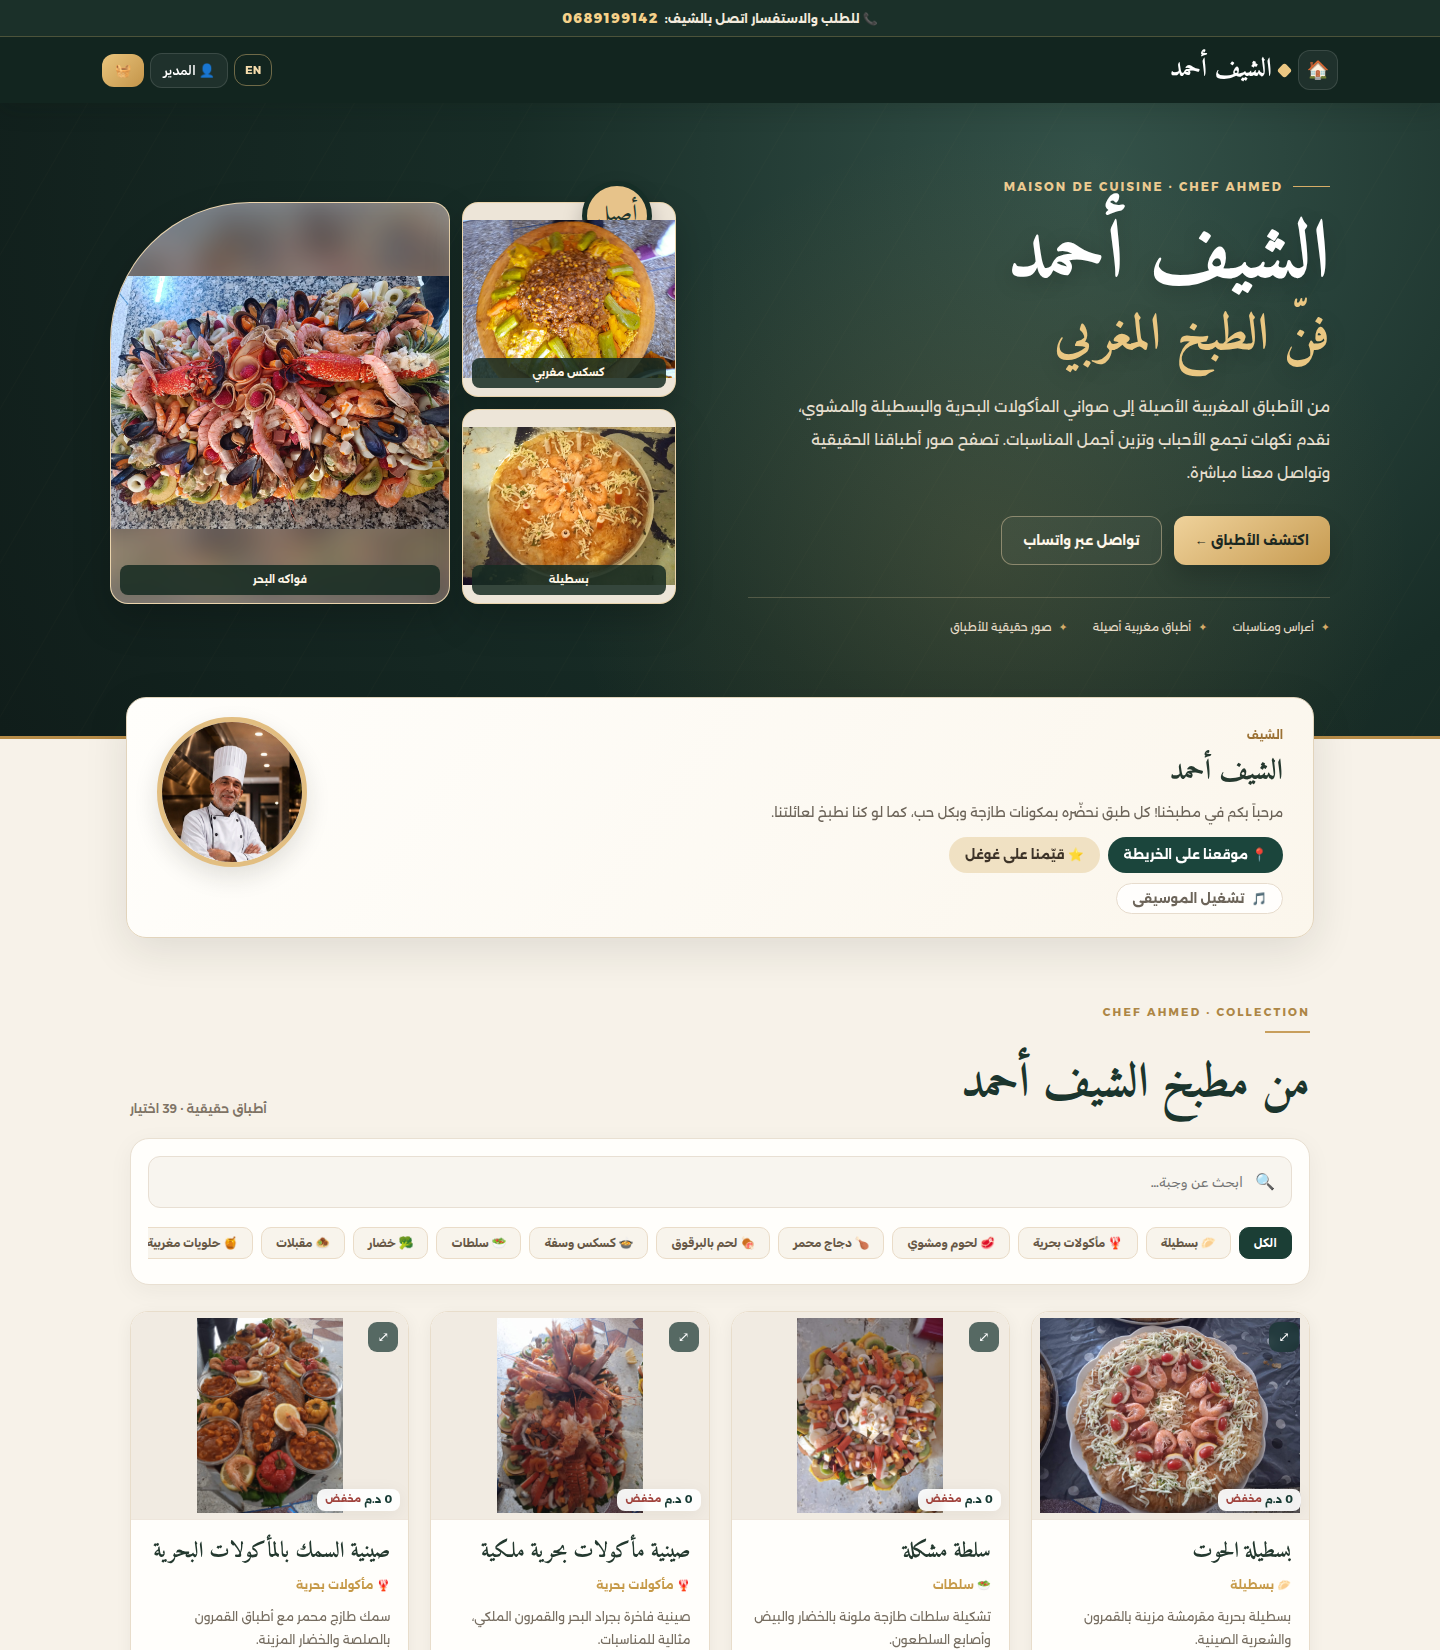 📞 للطلب والاستفسار اتصل بالشيف: 0689199142
الشيف أحمد
👤 المدير
EN
MAISON DE CUISINE · CHEF AHMED
الشيف أحمد
فنّ الطبخ المغربي
من الأطباق المغربية الأصيلة إلى صواني المأكولات البحرية والبسطيلة والمشوي،
نقدم نكهات تجمع الأحباب وتزين أجمل المناسبات. تصفح صور أطباقنا الحقيقية
وتواصل معنا مباشرة.
اكتشف الأطباق ←
تواصل عبر واتساب
✦ أعراس ومناسبات ✦ أطباق مغربية أصيلة ✦ صور حقيقية للأطباق
كسكس مغربي
بسطيلة
فواكه البحر
الشيف
الشيف أحمد
مرحباً بكم في مطبخنا! كل طبق نحضّره بمكونات طازجة وبكل حب، كما لو كنا نطبخ لعائلتنا.
📍 موقعنا على الخريطة
⭐ قيّمنا على غوغل
🎵 تشغيل الموسيقى
CHEF AHMED · COLLECTION
من مطبخ الشيف أحمد
أطباق حقيقية · 39 اختيار
ابحث عن وجبة...
الكل
بسطيلة
مأكولات بحرية
لحوم ومشوي
دجاج محمر
لحم بالبرقوق
كسكس وسفة
سلطات
خضار
مقبلات
حلويات مغربية
0 د.م مخفض
بسطيلة الحوت
بسطيلة
بسطيلة بحرية مقرمشة مزينة بالقمرون
والشعرية الصينية.
0 د.م مخفض
سلطة مشكلة
سلطات
تشكيلة سلطات طازجة ملونة بالخضار والبيض
وأصابع السلطعون.
0 د.م مخفض
صينية مأكولات بحرية ملكية
مأكولات بحرية
صينية فاخرة بجراد البحر والقمرون الملكي،
مثالية للمناسبات.
0 د.م مخفض
صينية السمك بالمأكولات البحرية
مأكولات بحرية
سمك طازج محمر مع أطباق القمرون
بالصلصة والخضار المزينة.